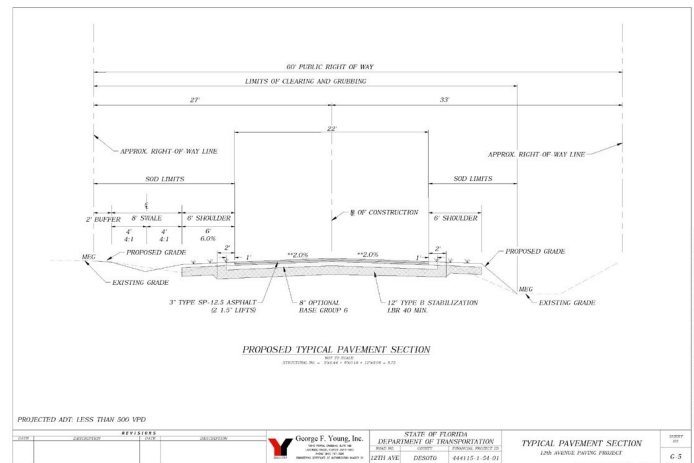 60' PUBLIC RIGHT OF WAY
LIMITS OF CLEARING AND GRUBBING
27'
33'
22'
APPROX. RIGHT-OF-WAY LINE
APPROX. RIGHT-OF-WAY LINE
SOD LIMITS
SOD LIMITS
2' BUFFER
8' SWALE
6' SHOULDER
OF CONSTRUCTION
6' SHOULDER
4'
4:1
4'
4:1
6'
6.0%
2'
2'
MEG
PROPOSED GRADE
1'
**2.0%
**2.0%
1'
PROPOSED GRADE
EXISTING GRADE
MEG
EXISTING GRADE
3" TYPE SP-12.5 ASPHALT
(2 1.5" LIFTS)
8" OPTIONAL
BASE GROUP 6
12" TYPE B STABILIZATION
LBR 40 MIN.
PROPOSED TYPICAL PAVEMENT SECTION
NOT TO SCALE
PROJECTED ADT: LESS THAN 500 VPD
REVISIONS
DATE
DESCRIPTION
DATE
DESCRIPTION
George F. Young, Inc.
STATE OF FLORIDA
DEPARTMENT OF TRANSPORTATION
ROAD NO.
COUNTY
FINANCIAL PROJECT ID
12TH AVE
DESOTO
444115-1-54-01
TYPICAL PAVEMENT SECTION
12th AVENUE PAVING PROJECT
SHEET
NO.
G-5